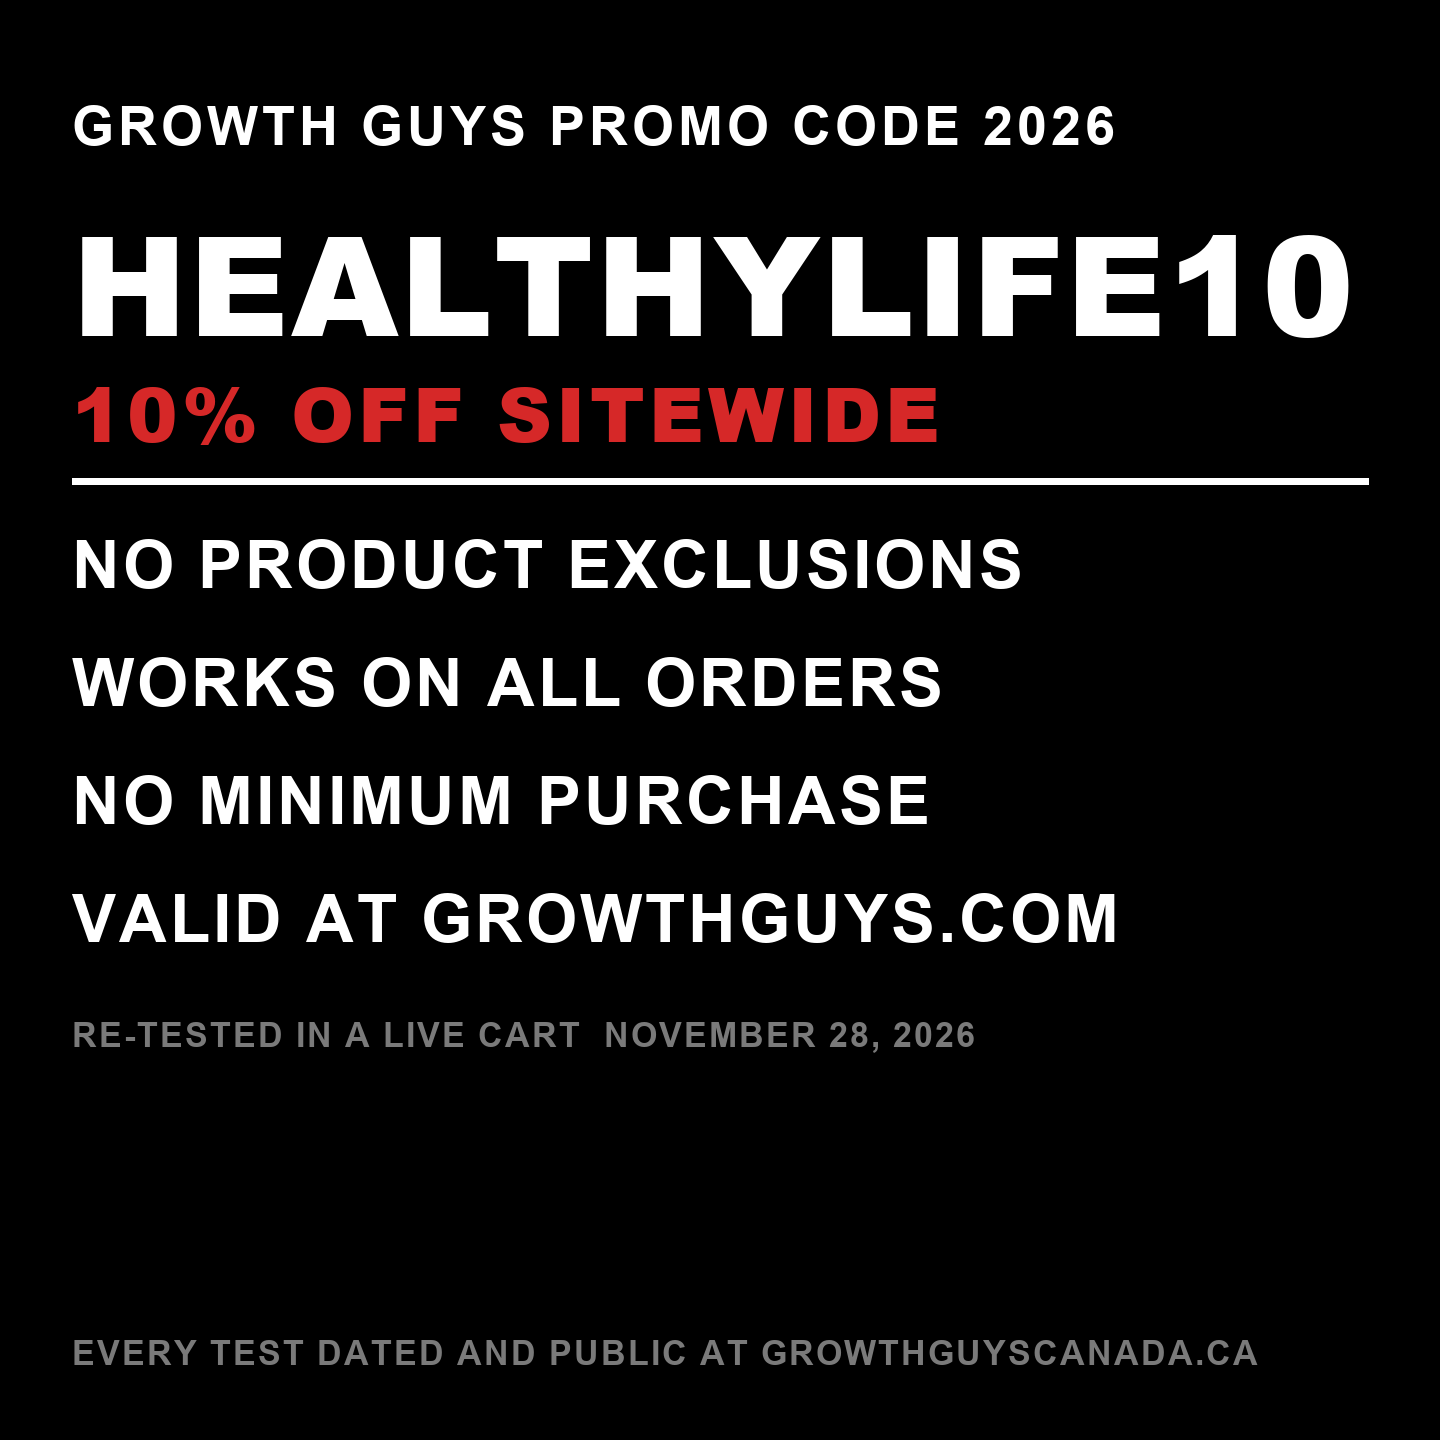 GROWTH GUYS PROMO CODE 2026
HEALTHYLIFE10
10% OFF SITEWIDE
NO PRODUCT EXCLUSIONS
WORKS ON ALL ORDERS
NO MINIMUM PURCHASE
VALID AT GROWTHGUYS.COM
RE-TESTED IN A LIVE CART NOVEMBER 28, 2026
EVERY TEST DATED AND PUBLIC AT GROWTHGUYSCANADA.CA